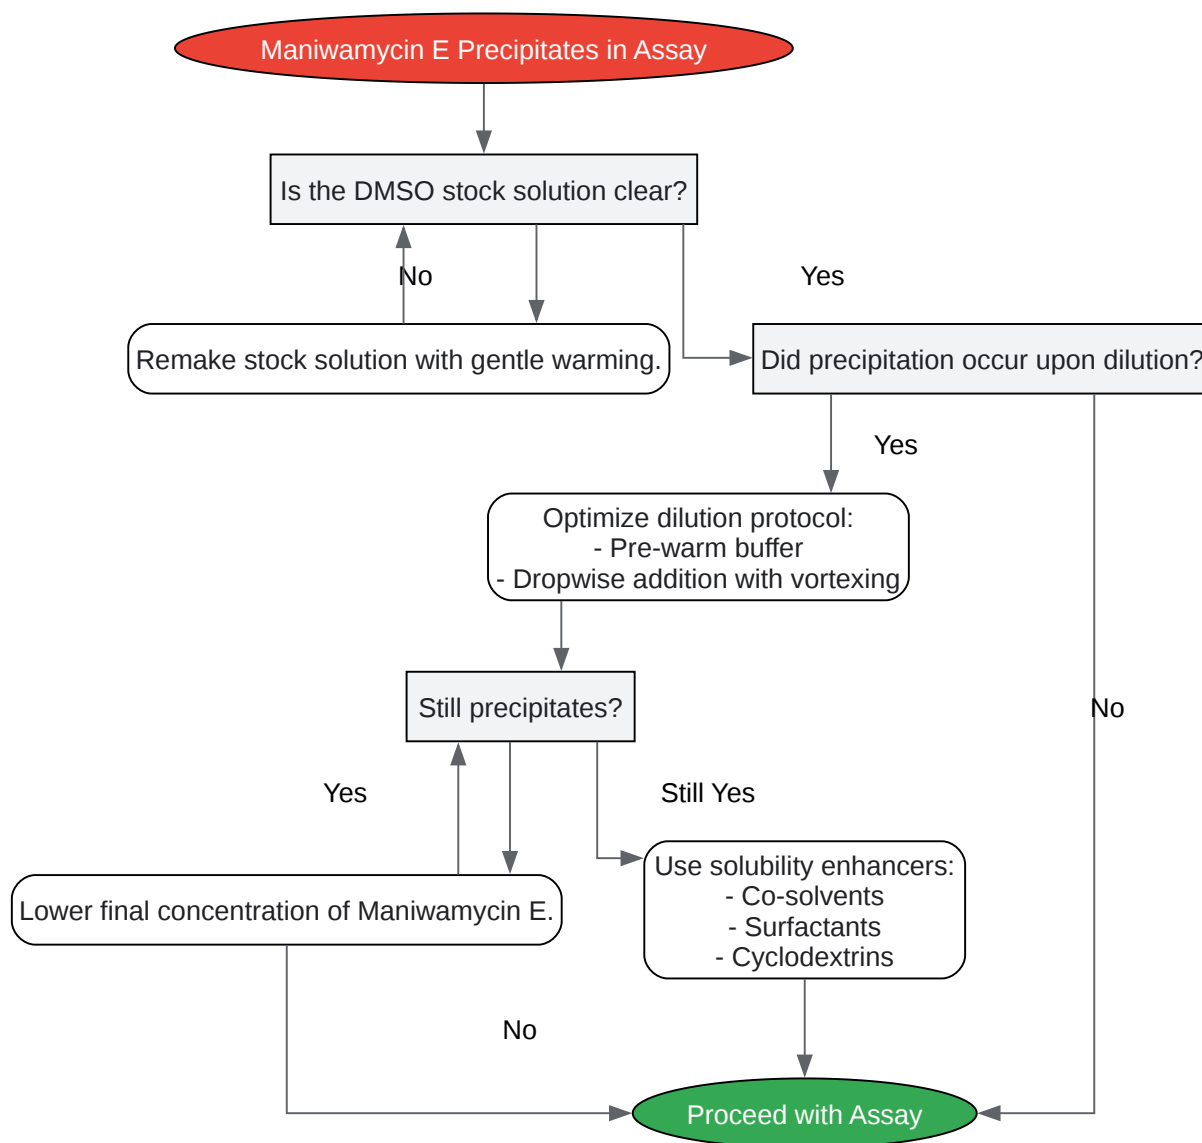 Maniwamycin E Precipitates in Assay
Is the DMSO stock solution clear?
No
Yes
Remake stock solution with gentle warming.
Did precipitation occur upon dilution?
Yes
Optimize dilution protocol:
- Pre-warm buffer
- Dropwise addition with vortexing
Still precipitates?
No
Yes
Still Yes
Use solubility enhancers:
- Co-solvents
- Surfactants
- Cyclodextrins
Lower final concentration of Maniwamycin E.
No
Proceed with Assay